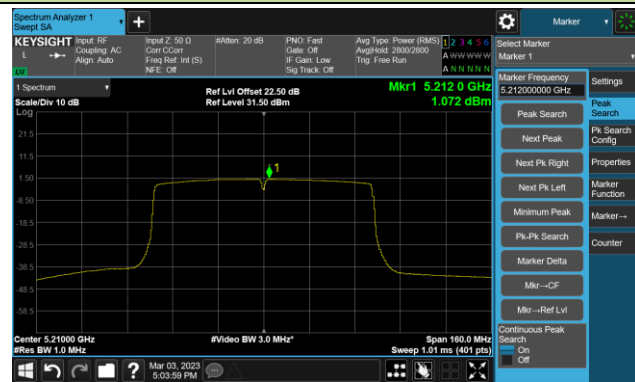 Spectrum Analyzer 1
Swept SA
Marker
KEYSIGHT
L
LW
Input: RF
Coupling: AC
Align: Auto
Input Z: 50 Ω
Corr CCorr
Freq Ref: Int (S)
NFE: Off
#Atten: 20 dB
PNO: Fast
Gate: Off
IF Gain: Low
Sig Track: Off
Avg Type: Power (RMS)
Avg|Hold: 2800/2800
Trig: Free Run
1 2 3 4 5 6
A W W W W W
A N N N N N
Select Marker
Marker 1
1 Spectrum
Scale/Div 10 dB
Log
Ref Lvl Offset 22.50 dB
Ref Level 31.50 dBm
Mkr1 5.212 0 GHz
1.072 dBm
21.5
11.5
1.50
-8.50
-18.5
-28.5
-38.5
-48.5
-58.5
1
Center 5.21000 GHz
#Res BW 1.0 MHz
#Video BW 3.0 MHz*
Span 160.0 MHz
Sweep 1.01 ms (401 pts)
Marker Frequency
5.212000000 GHz
Peak Search
Next Peak
Next Pk Right
Next Pk Left
Minimum Peak
Pk-Pk Search
Marker Delta
Mkr→CF
Mkr→Ref Lvl
Continuous Peak
Search
On
Off
Settings
Peak
Search
Pk Search
Config
Properties
Marker
Function
Marker→
Counter
Mar 03, 2023
5:03:59 PM